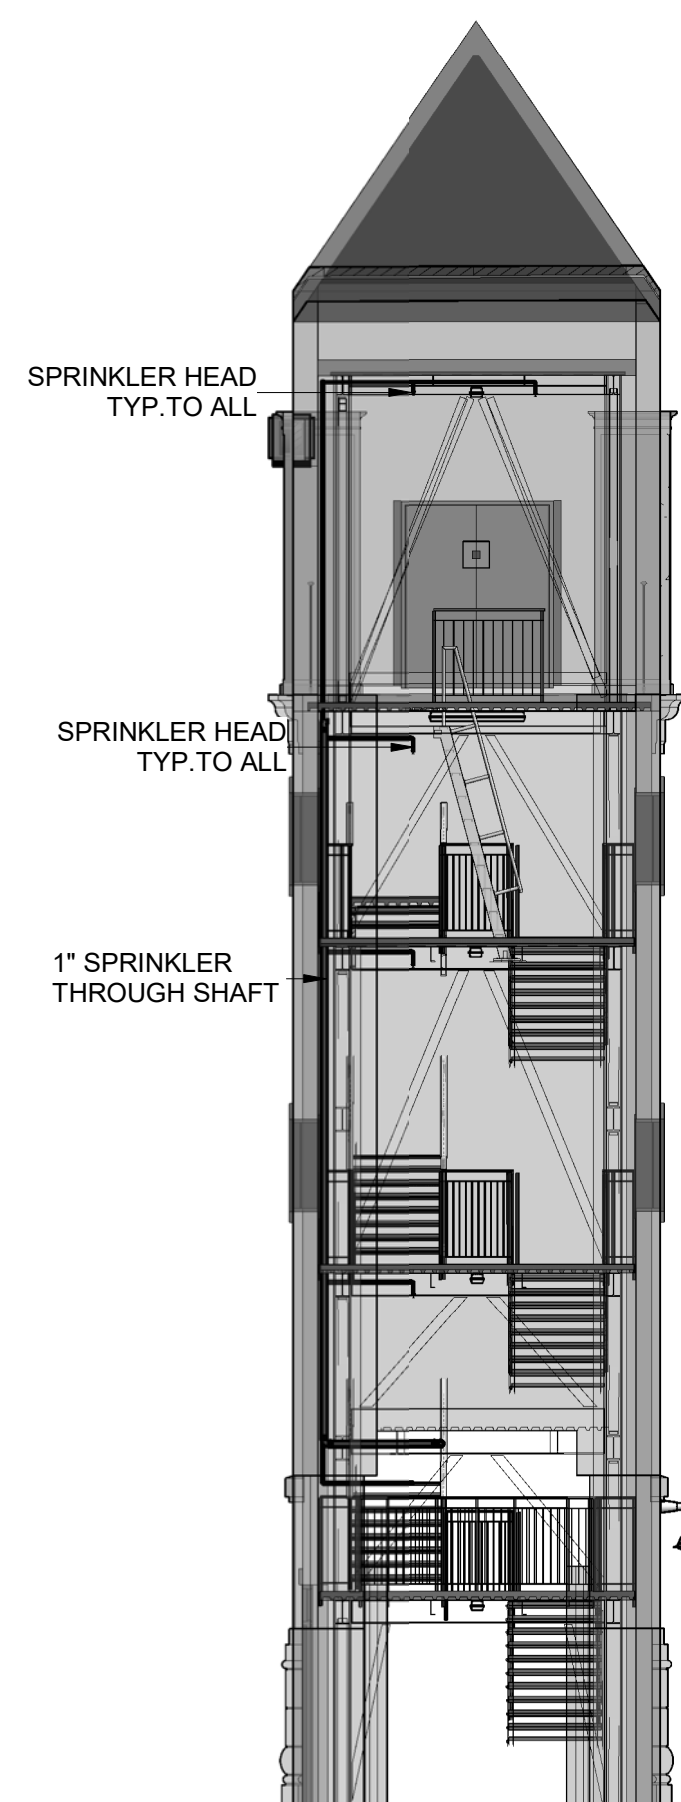 SPRINKLER HEAD
TYP.TO ALL
SPRINKLER HEAD
TYP.TO ALL
1" SPRINKLER
THROUGH SHAFT